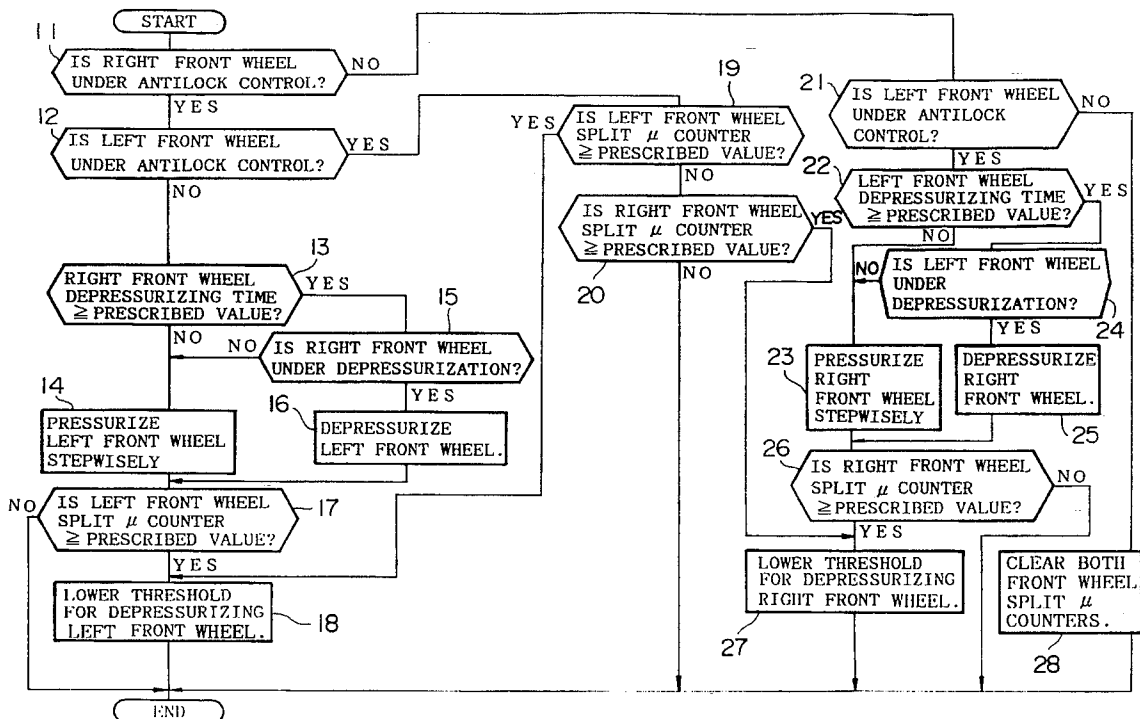 START
11
IS RIGHT FRONT WHEEL
UNDER ANTILOCK CONTROL?
NO
YES
12
IS LEFT FRONT WHEEL
UNDER ANTILOCK CONTROL?
YES
NO
13
RIGHT FRONT WHEEL
DEPRESSURIZING TIME
≧PRESCRIBED VALUE?
YES
NO
15
IS RIGHT FRONT WHEEL
UNDER DEPRESSURIZATION?
NO
YES
14
PRESSURIZE
LEFT FRONT WHEEL
STEPWISELY
16
DEPRESSURIZE
LEFT FRONT WHEEL.
17
IS LEFT FRONT WHEEL
SPLIT μ COUNTER
≧PRESCRIBED VALUE?
NO
YES
18
LOWER THRESHOLD
FOR DEPRESSURIZING
LEFT FRONT WHEEL.
END
19
IS LEFT FRONT WHEEL
SPLIT μ COUNTER
≧PRESCRIBED VALUE?
YES
NO
20
IS RIGHT FRONT WHEEL
SPLIT μ COUNTER
≧PRESCRIBED VALUE?
YES
NO
21
IS LEFT FRONT WHEEL
UNDER ANTILOCK
CONTROL?
NO
YES
22
LEFT FRONT WHEEL
DEPRESSURIZING TIME
≧PRESCRIBED VALUE?
YES
NO
24
IS LEFT FRONT WHEEL
UNDER
DEPRESSURIZATION?
NO
YES
23
PRESSURIZE
RIGHT
FRONT WHEEL
STEPWISELY
25
DEPRESSURIZE
RIGHT
FRONT WHEEL.
26
IS RIGHT FRONT WHEEL
SPLIT μ COUNTER
≧PRESCRIBED VALUE?
NO
YES
27
LOWER THRESHOLD
FOR DEPRESSURIZING
RIGHT FRONT WHEEL.
28
CLEAR BOTH
FRONT WHEEL
SPLIT μ
COUNTERS.